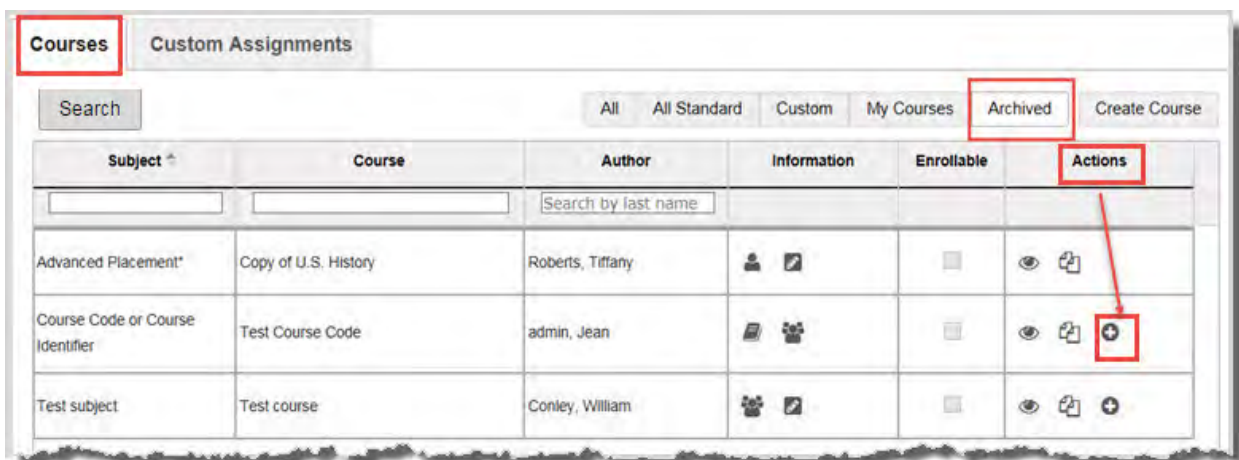 Courses Custom Assignments
Search All All Standard Custom My Courses Archived Create Course
Subject Course Author Information Enrollable Actions
Search by last name
Advanced Placement* Copy of U.S. History Roberts, Tiffany
Course Code or Course
Identifier Test Course Code admin, Jean
Test subject Test course Conley, William